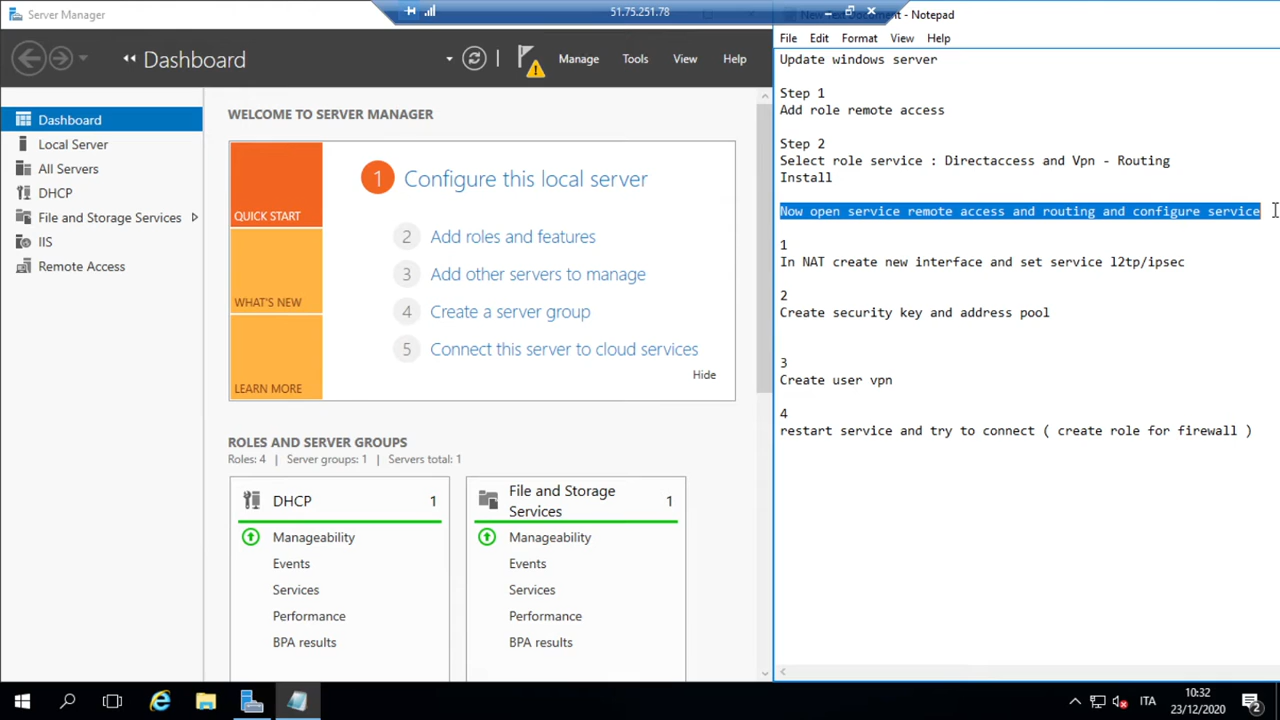 Server Manager
51.75.251.78
New Text Document - Notepad
Dashboard
Manage Tools View Help
File Edit Format View Help
Dashboard
Local Server
All Servers
DHCP
File and Storage Services
IIS
Remote Access
WELCOME TO SERVER MANAGER
QUICK START
WHAT'S NEW
LEARN MORE
1 Configure this local server
2 Add roles and features
3 Add other servers to manage
4 Create a server group
5 Connect this server to cloud services
Hide
ROLES AND SERVER GROUPS
Roles: 4 | Server groups: 1 | Servers total: 1
DHCP 1
Manageability
Events
Services
Performance
BPA results
File and Storage
Services
1
Manageability
Events
Services
Performance
BPA results
Update windows server
Step 1
Add role remote access
Step 2
Select role service : Directaccess and Vpn - Routing
Install
Now open service remote access and routing and configure service
1
In NAT create new interface and set service l2tp/ipsec
2
Create security key and address pool
3
Create user vpn
4
restart service and try to connect ( create role for firewall )
ITA
10:32
23/12/2020
2